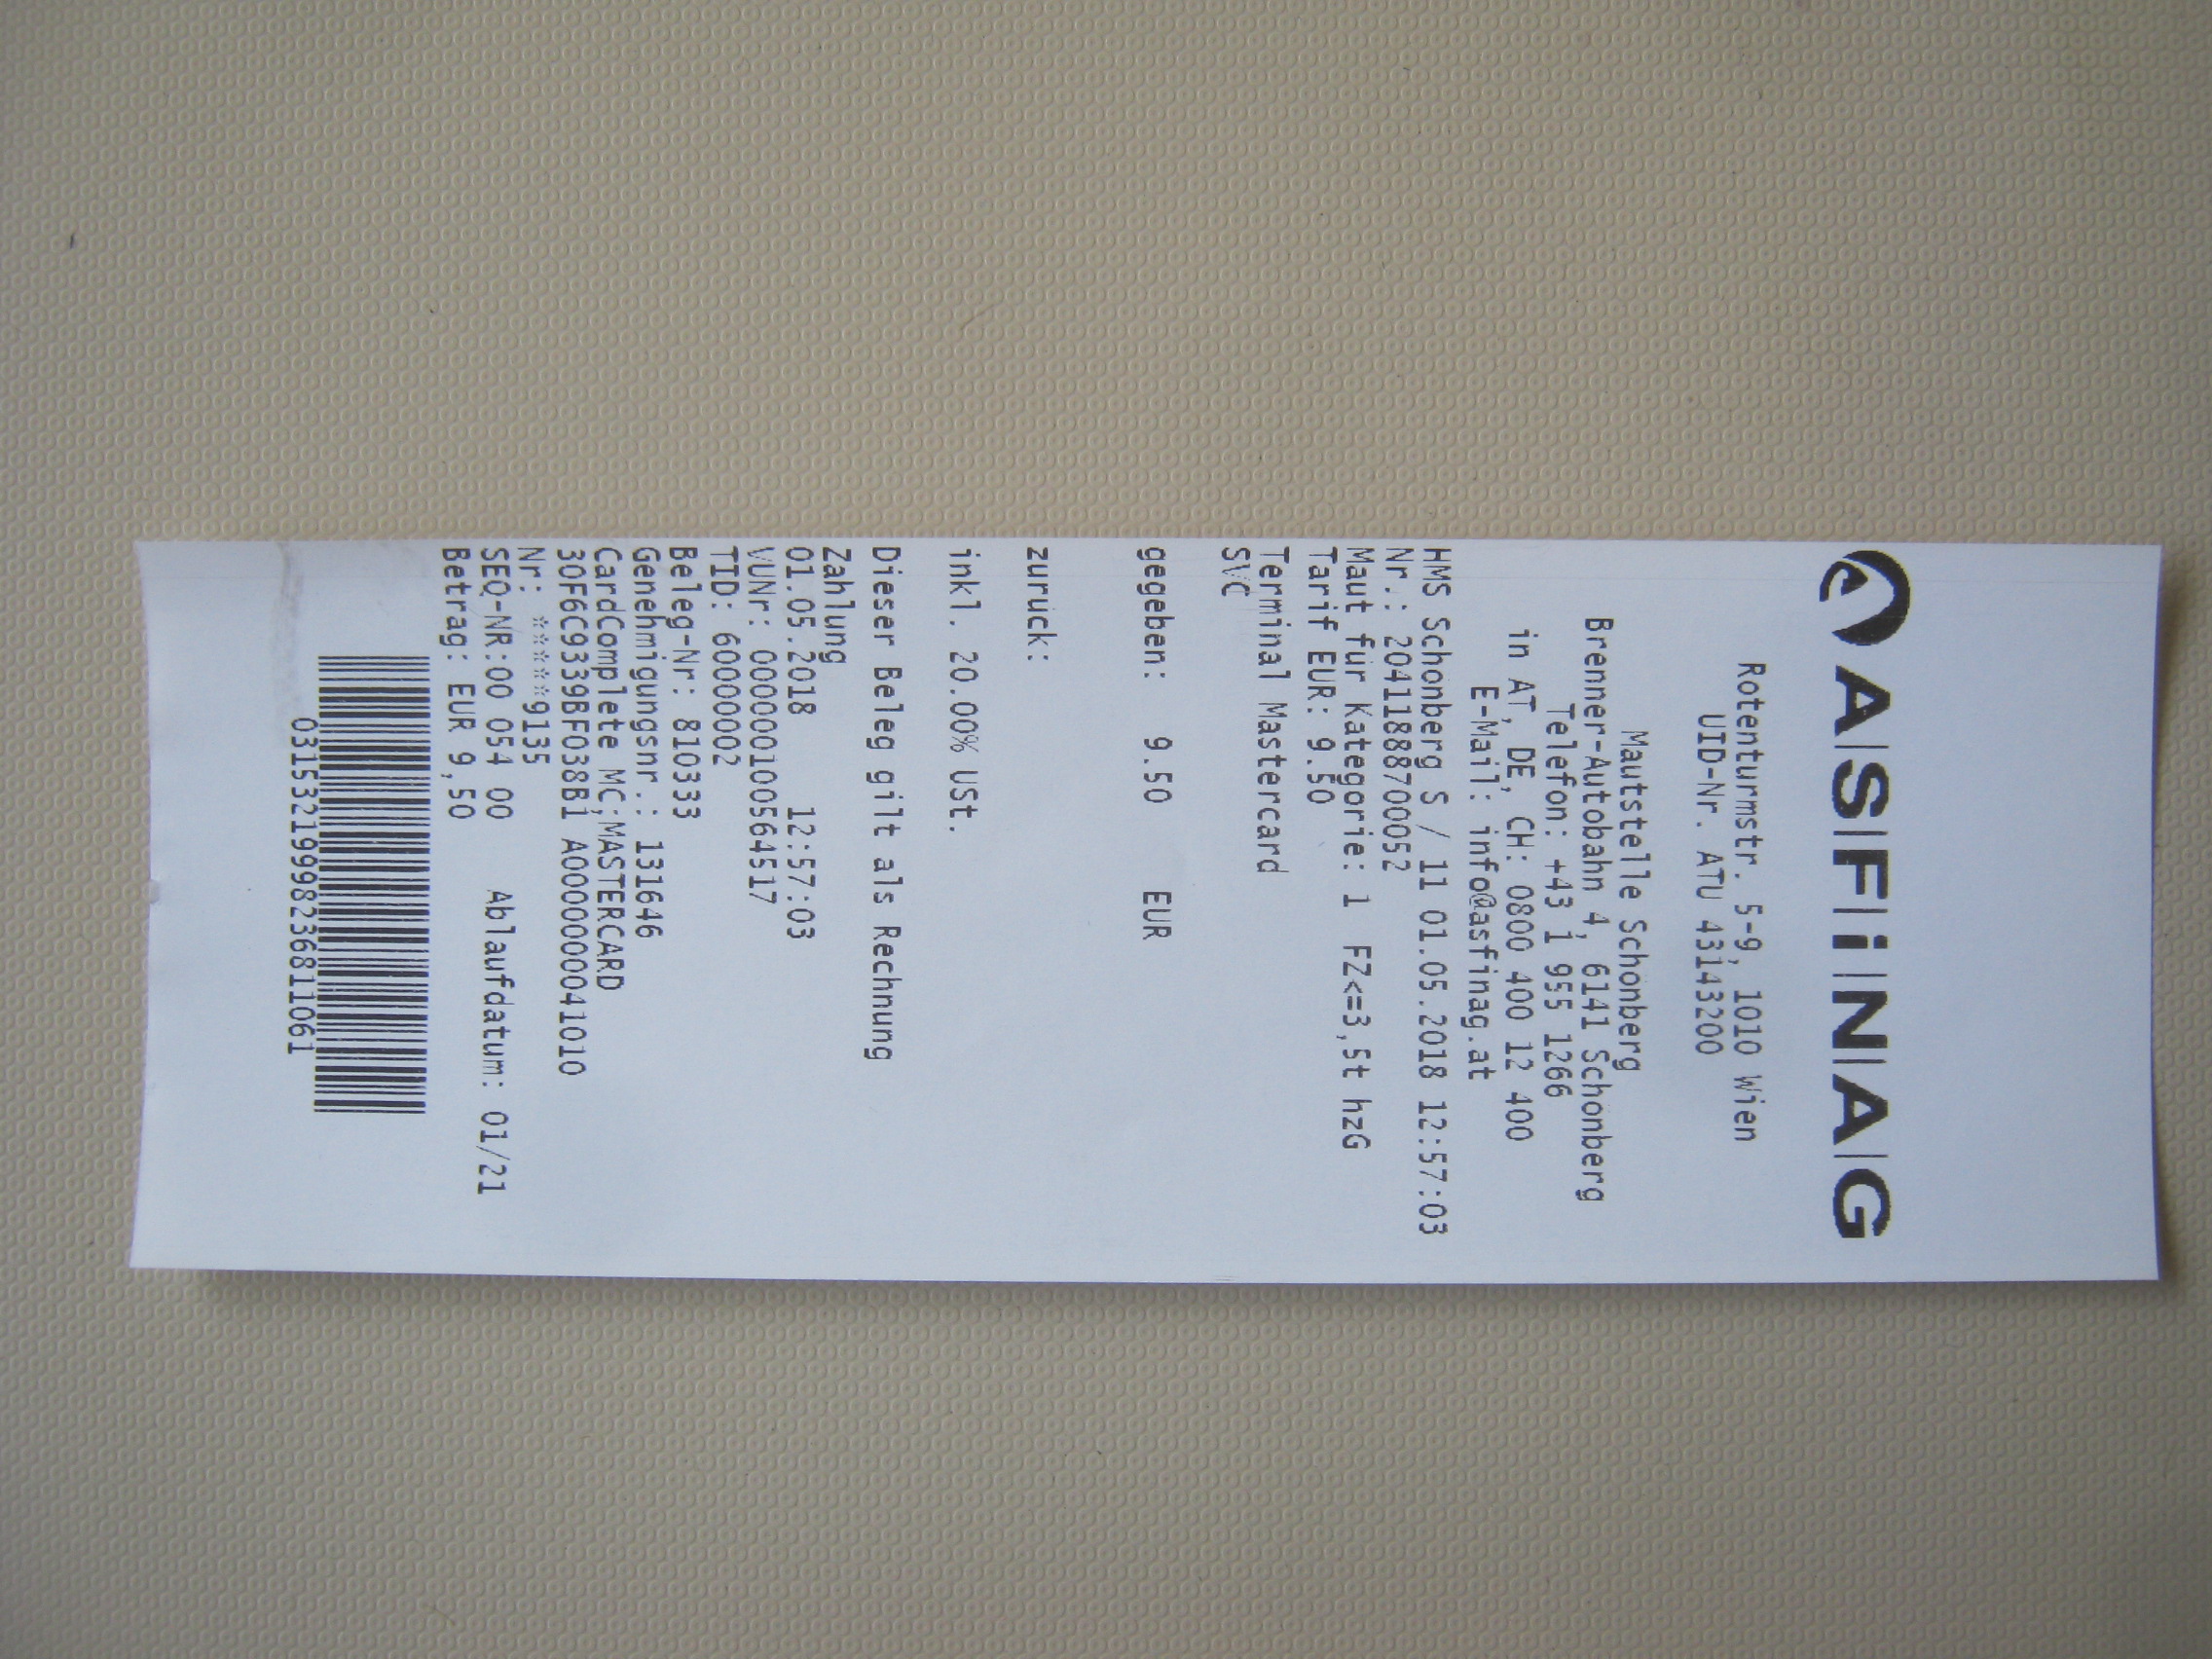 A|S|F|i|N|A|G
Rotenturmstr. 5-9, 1010 Wien
UID-Nr. ATU 43143200
Mautstelle Schönberg
Brenner-Autobahn 4, 6141 Schönberg
Telefon: +43 1 955 1266
in AT, DE, CH: 0800 400 12 400
E-Mail: info@asfinag.at
HMS Schönberg S / 11 01.05.2018 12:57:03
Nr.: 20411888700052
Maut für Kategorie: 1 FZ<=3,5t hzG
Tarif EUR: 9.50
Terminal Mastercard
SVC
gegeben: 9.50 EUR
zurück:
inkl. 20.00% USt.
Dieser Beleg gilt als Rechnung
Zahlung
01.05.2018 12:57:03
VUNr: 000000100564517
TID: 600000002
Beleg-Nr: 810333
Genehmigungsnr.: 131646
CardComplete MC;MASTERCARD
30F6C9339BF038B1 A0000000041010
Nr: ******9135
SEQ-NR:00 054 00 Ablaufdatum: 01/21
Betrag: EUR 9,50
0315321999823681106​1